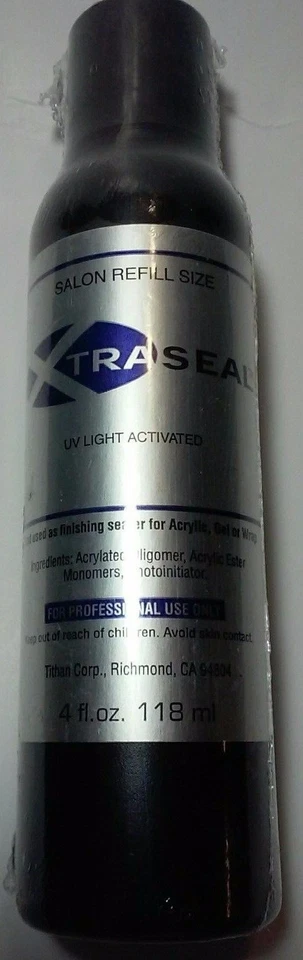 SALON REFILL SIZE
XTRASEAL
UV LIGHT ACTIVATED
used as finishing sealer for Acrylic, Gel or Wrap
Ingredients: Acrylated Oligomer, Acrylic Ester
Monomers, Photoinitiator.
FOR PROFESSIONAL USE ONLY
Keep out of reach of children. Avoid skin contact.
Tithan Corp., Richmond, CA 94804
4 fl.oz. 118 ml